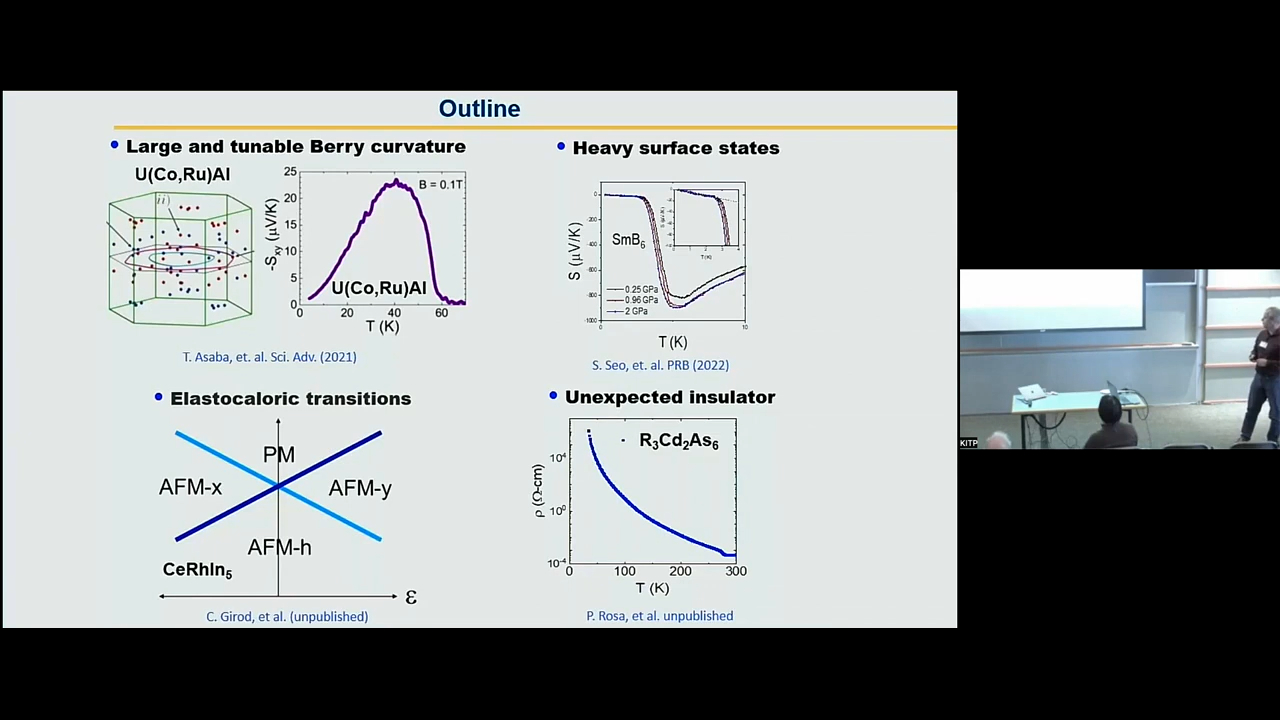 Outline
Large and tunable Berry curvature
U(Co,Ru)Al
ii)
25
20
15
10
5
0
-Sxy (μV/K)
B = 0.1T
U(Co,Ru)Al
0 20 40 60
T (K)
T. Asaba, et. al. Sci. Adv. (2021)
Heavy surface states
SmB6
S (μV/K)
0.25 GPa
0.96 GPa
2 GPa
0 10
T (K)
S. Seo, et. al. PRB (2022)
Elastocaloric transitions
PM
AFM-x
AFM-y
AFM-h
CeRhIn5
ε
C. Girod, et al. (unpublished)
Unexpected insulator
R3Cd2As6
10^4
10^0
10^-4
ρ (Ω-cm)
0 100 200 300
T (K)
P. Rosa, et al. unpublished
KITP